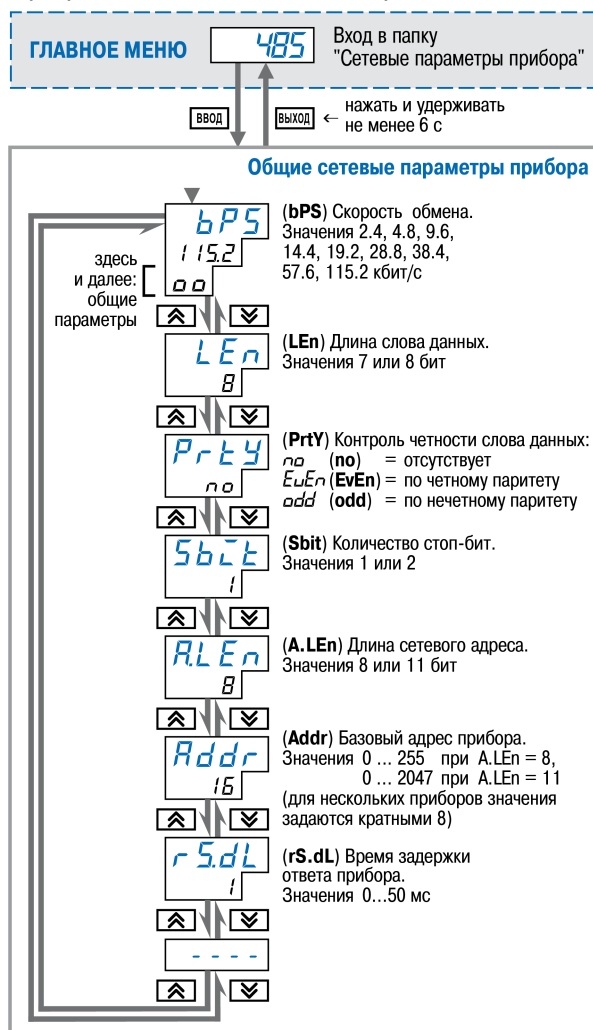 ГЛАВНОЕ МЕНЮ
485
Вход в папку
"Сетевые параметры прибора"
ВВОД
ВЫХОД
← нажать и удерживать
не менее 6 с
Общие сетевые параметры прибора
bPS
115.2
oo
здесь
и далее:
общие
параметры
(bPS) Скорость обмена.
Значения 2.4, 4.8, 9.6,
14.4, 19.2, 28.8, 38.4,
57.6, 115.2 кбит/с
LEn
8
(LEn) Длина слова данных.
Значения 7 или 8 бит
PrtY
no
(PrtY) Контроль четности слова данных:
no (no) = отсутствует
EvEn (EvEn) = по четному паритету
odd (odd) = по нечетному паритету
Sbit
1
(Sbit) Количество стоп-бит.
Значения 1 или 2
A.LEn
8
(A.LEn) Длина сетевого адреса.
Значения 8 или 11 бит
Addr
16
(Addr) Базовый адрес прибора.
Значения 0 ... 255 при A.LEn = 8,
0 ... 2047 при A.LEn = 11
(для нескольких приборов значения
задаются кратными 8)
rS.dL
1
(rS.dL) Время задержки
ответа прибора.
Значения 0...50 мс
- - - -